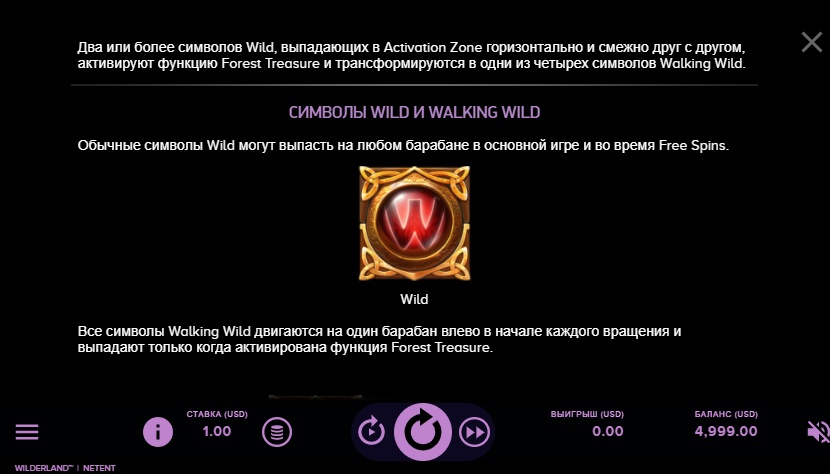 Два или более символов Wild, выпадающих в Activation Zone горизонтально и смежно друг с другом,
активируют функцию Forest Treasure и трансформируются в одни из четырех символов Walking Wild.
СИМВОЛЫ WILD И WALKING WILD
Обычные символы Wild могут выпасть на любом барабане в основной игре и во время Free Spins.
W
Wild
Все символы Walking Wild двигаются на один барабан влево в начале каждого вращения и
выпадают только когда активирована функция Forest Treasure.
СТАВКА (USD)
1.00
ВЫИГРЫШ (USD)
0.00
БАЛАНС (USD)
4,999.00
WILDERLAND™ | NETENT